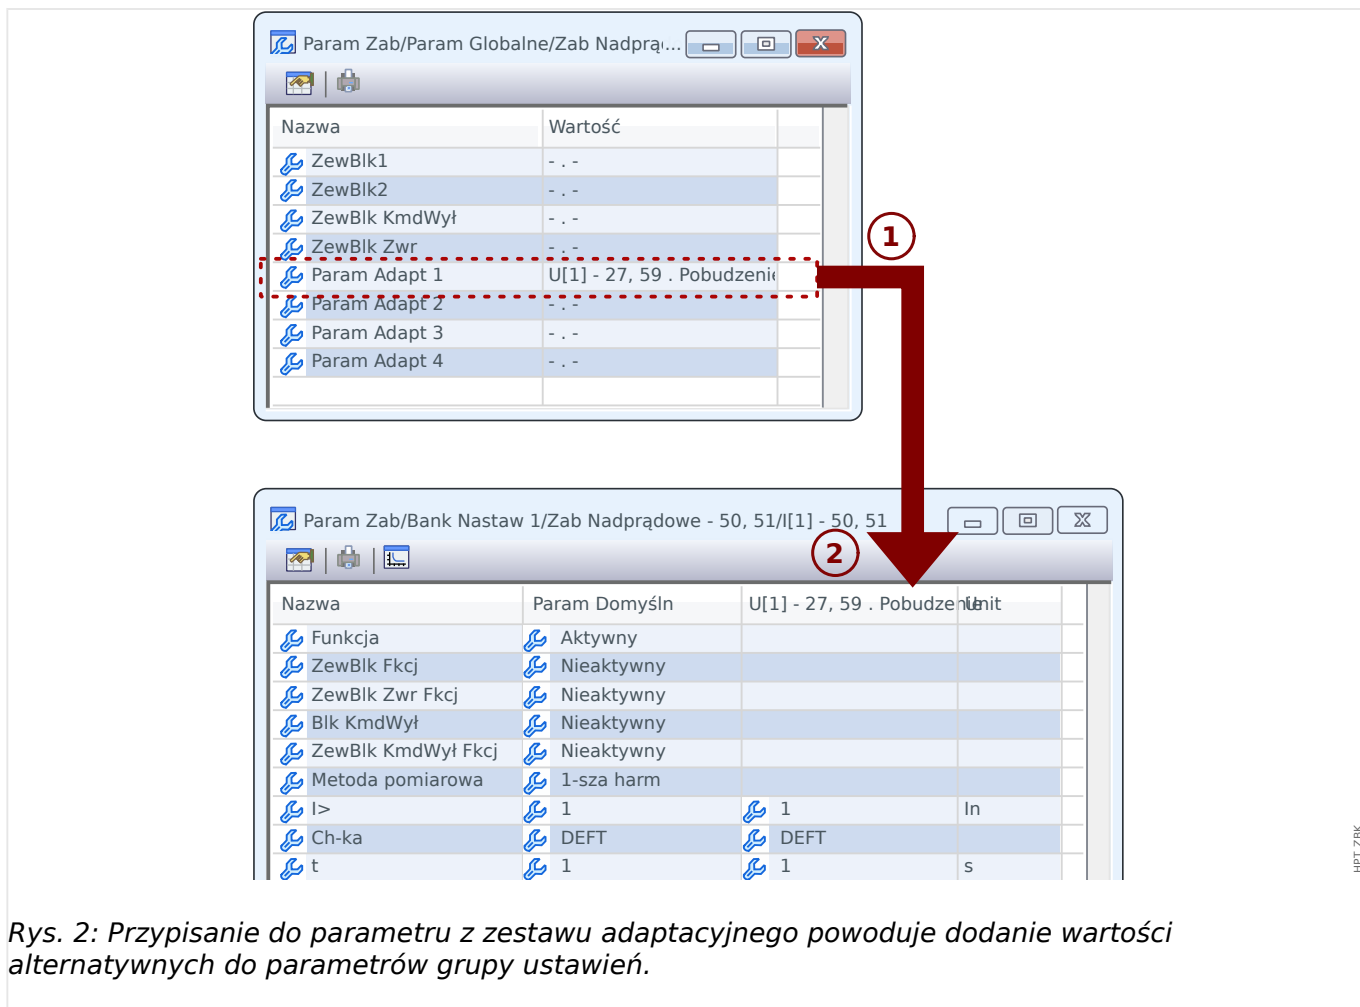 Param Zab/Param Globalne/Zab Nadprą...
Nazwa Wartość
ZewBlk1 - . -
ZewBlk2 - . -
ZewBlk KmdWył - . -
ZewBlk Zwr - . -
Param Adapt 1 U[1] - 27, 59 . Pobudzenie
Param Adapt 2 - . -
Param Adapt 3 - . -
Param Adapt 4 - . -
1
Param Zab/Bank Nastaw 1/Zab Nadprądowe - 50, 51/I[1] - 50, 51
2
Nazwa Param Domyśln U[1] - 27, 59 . Pobudzenie Unit
Funkcja Aktywny
ZewBlk Fkcj Nieaktywny
ZewBlk Zwr Fkcj Nieaktywny
Blk KmdWył Nieaktywny
ZewBlk KmdWył Fkcj Nieaktywny
Metoda pomiarowa 1-sza harm
I> 1 1 In
Ch-ka DEFT DEFT
t 1 1 s
HPT_ZBK
Rys. 2: Przypisanie do parametru z zestawu adaptacyjnego powoduje dodanie wartości
alternatywnych do parametrów grupy ustawień.